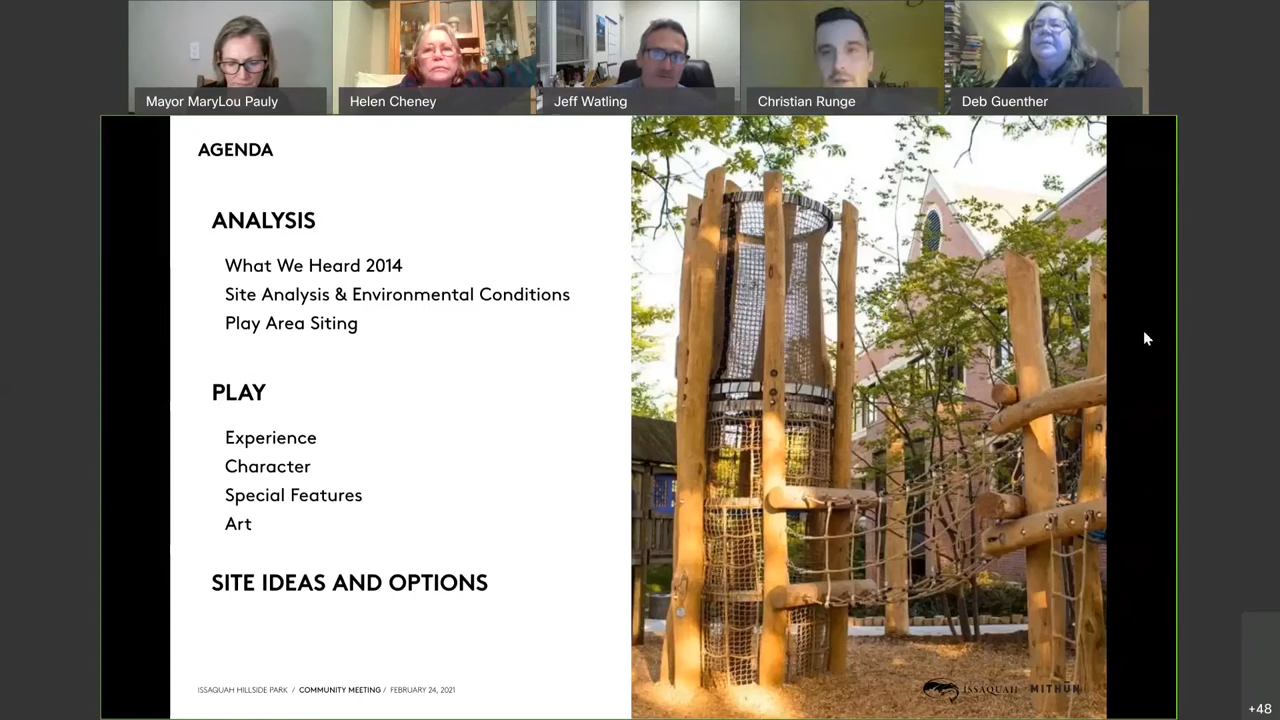 Mayor MaryLou Pauly
Helen Cheney
Jeff Watling
Christian Runge
Deb Guenther
AGENDA
ANALYSIS
What We Heard 2014
Site Analysis & Environmental Conditions
Play Area Siting
PLAY
Experience
Character
Special Features
Art
SITE IDEAS AND OPTIONS
ISSAQUAH HILLSIDE PARK / COMMUNITY MEETING / FEBRUARY 24, 2021
ISSAQUAH
MITHŪN
+48